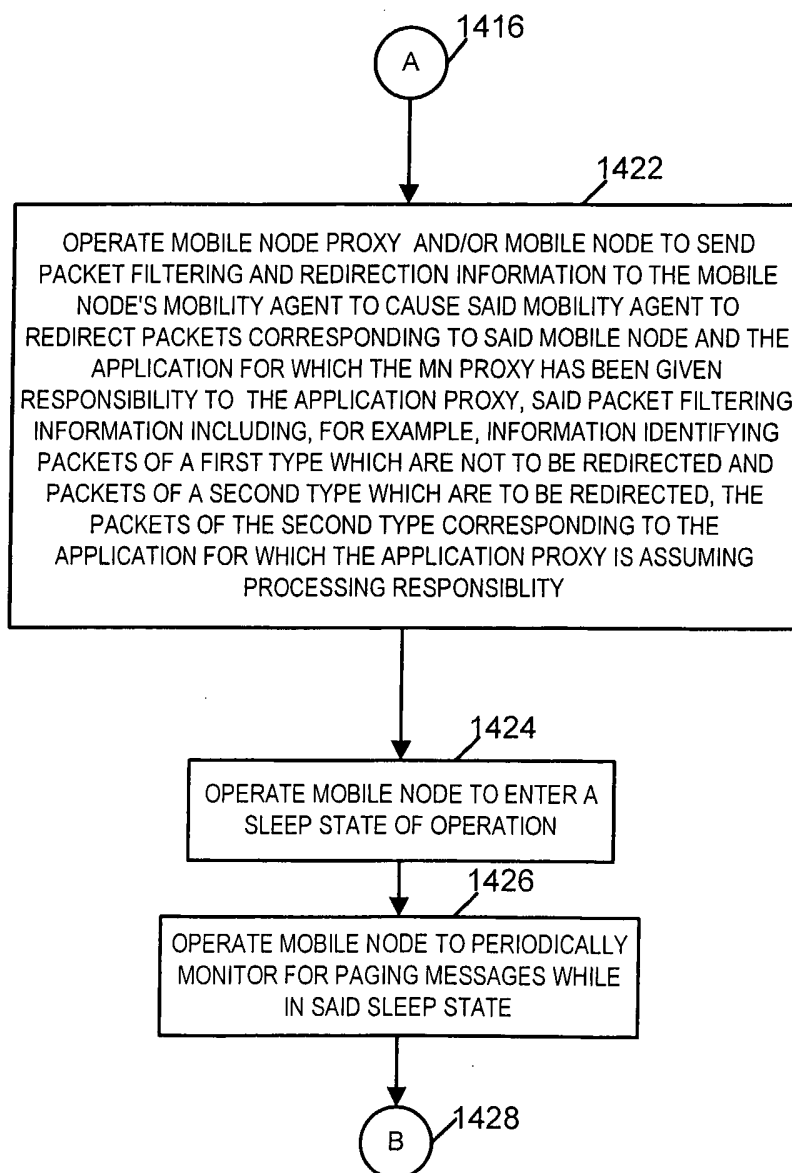 1416
A
1422
OPERATE MOBILE NODE PROXY AND/OR MOBILE NODE TO SEND
PACKET FILTERING AND REDIRECTION INFORMATION TO THE MOBILE
NODE'S MOBILITY AGENT TO CAUSE SAID MOBILITY AGENT TO
REDIRECT PACKETS CORRESPONDING TO SAID MOBILE NODE AND THE
APPLICATION FOR WHICH THE MN PROXY HAS BEEN GIVEN
RESPONSIBILITY TO THE APPLICATION PROXY, SAID PACKET FILTERING
INFORMATION INCLUDING, FOR EXAMPLE, INFORMATION IDENTIFYING
PACKETS OF A FIRST TYPE WHICH ARE NOT TO BE REDIRECTED AND
PACKETS OF A SECOND TYPE WHICH ARE TO BE REDIRECTED, THE
PACKETS OF THE SECOND TYPE CORRESPONDING TO THE
APPLICATION FOR WHICH THE APPLICATION PROXY IS ASSUMING
PROCESSING RESPONSIBLITY
1424
OPERATE MOBILE NODE TO ENTER A
SLEEP STATE OF OPERATION
1426
OPERATE MOBILE NODE TO PERIODICALLY
MONITOR FOR PAGING MESSAGES WHILE
IN SAID SLEEP STATE
B
1428